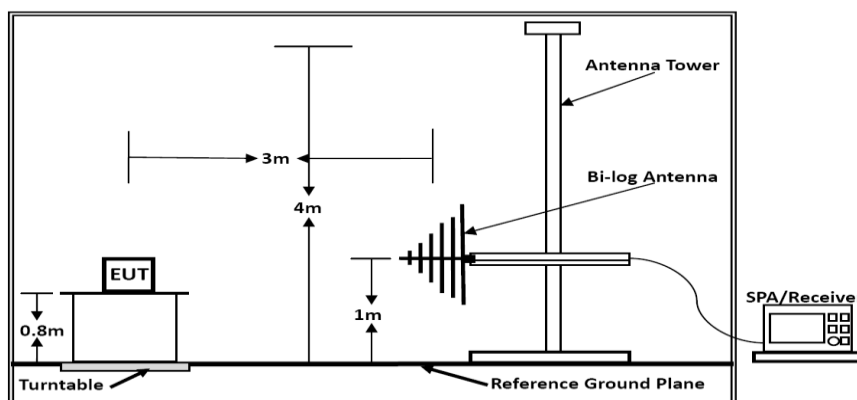 Antenna Tower
3m
Bi-log Antenna
4m
EUT
0.8m
1m
SPA/Receive
Turntable
Reference Ground Plane